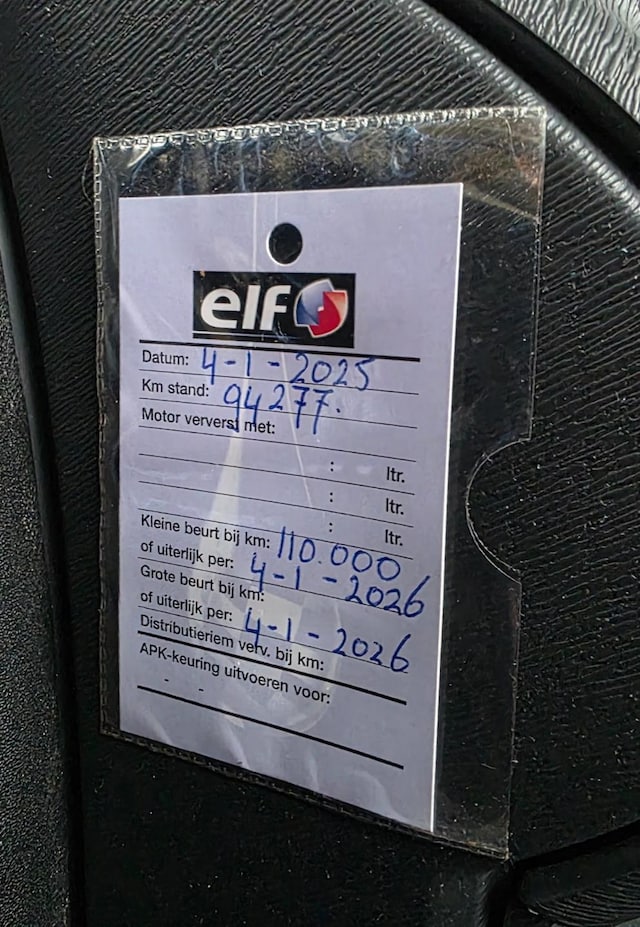 elf
Datum: 4-1-2025
Km stand: 94277.
Motor ververst met:
: ltr.
: ltr.
: ltr.
Kleine beurt bij km: 110.000
of uiterlijk per: 4-1-2026
Grote beurt bij km:
of uiterlijk per: 4-1-2026
Distributieriem verv. bij km:
APK-keuring uitvoeren voor:
- -